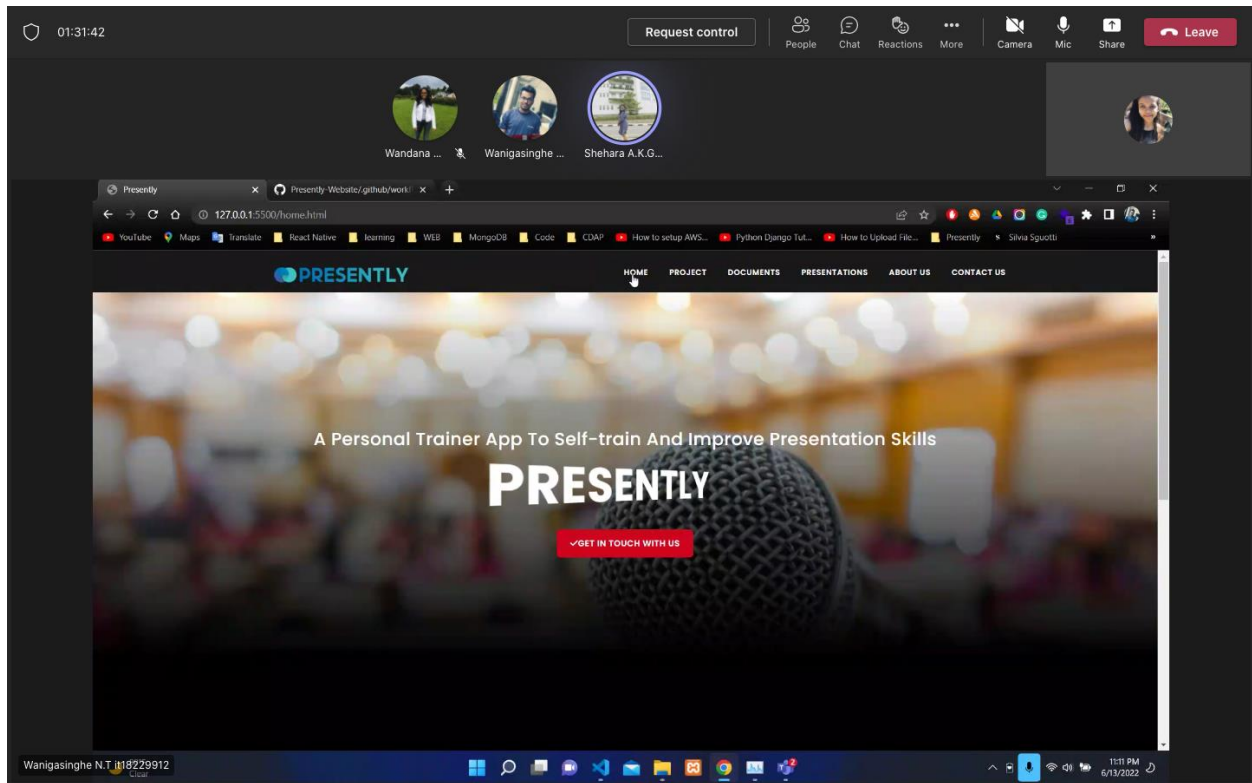 01:31:42
Request control
People
Chat
Reactions
More
Camera
Mic
Share
Leave
Wandana ...
Wanigasinghe ...
Shehara A.K.G...
Presently
Presently-Website/.github/work
127.0.0.1:5500/home.html
YouTube
Maps
Translate
React Native
learning
WEB
MongoDB
Code
CDAP
How to setup AWS...
Python Django Tut...
How to Upload File...
Presently
Silvia Sguotti
»
PRESENTLY
HOME
PROJECT
DOCUMENTS
PRESENTATIONS
ABOUT US
CONTACT US
A Personal Trainer App To Self-train And Improve Presentation Skills
PRESENTLY
GET IN TOUCH WITH US
Wanigasinghe N.T it18229912
Clear
2
11:11 PM
6/13/2022